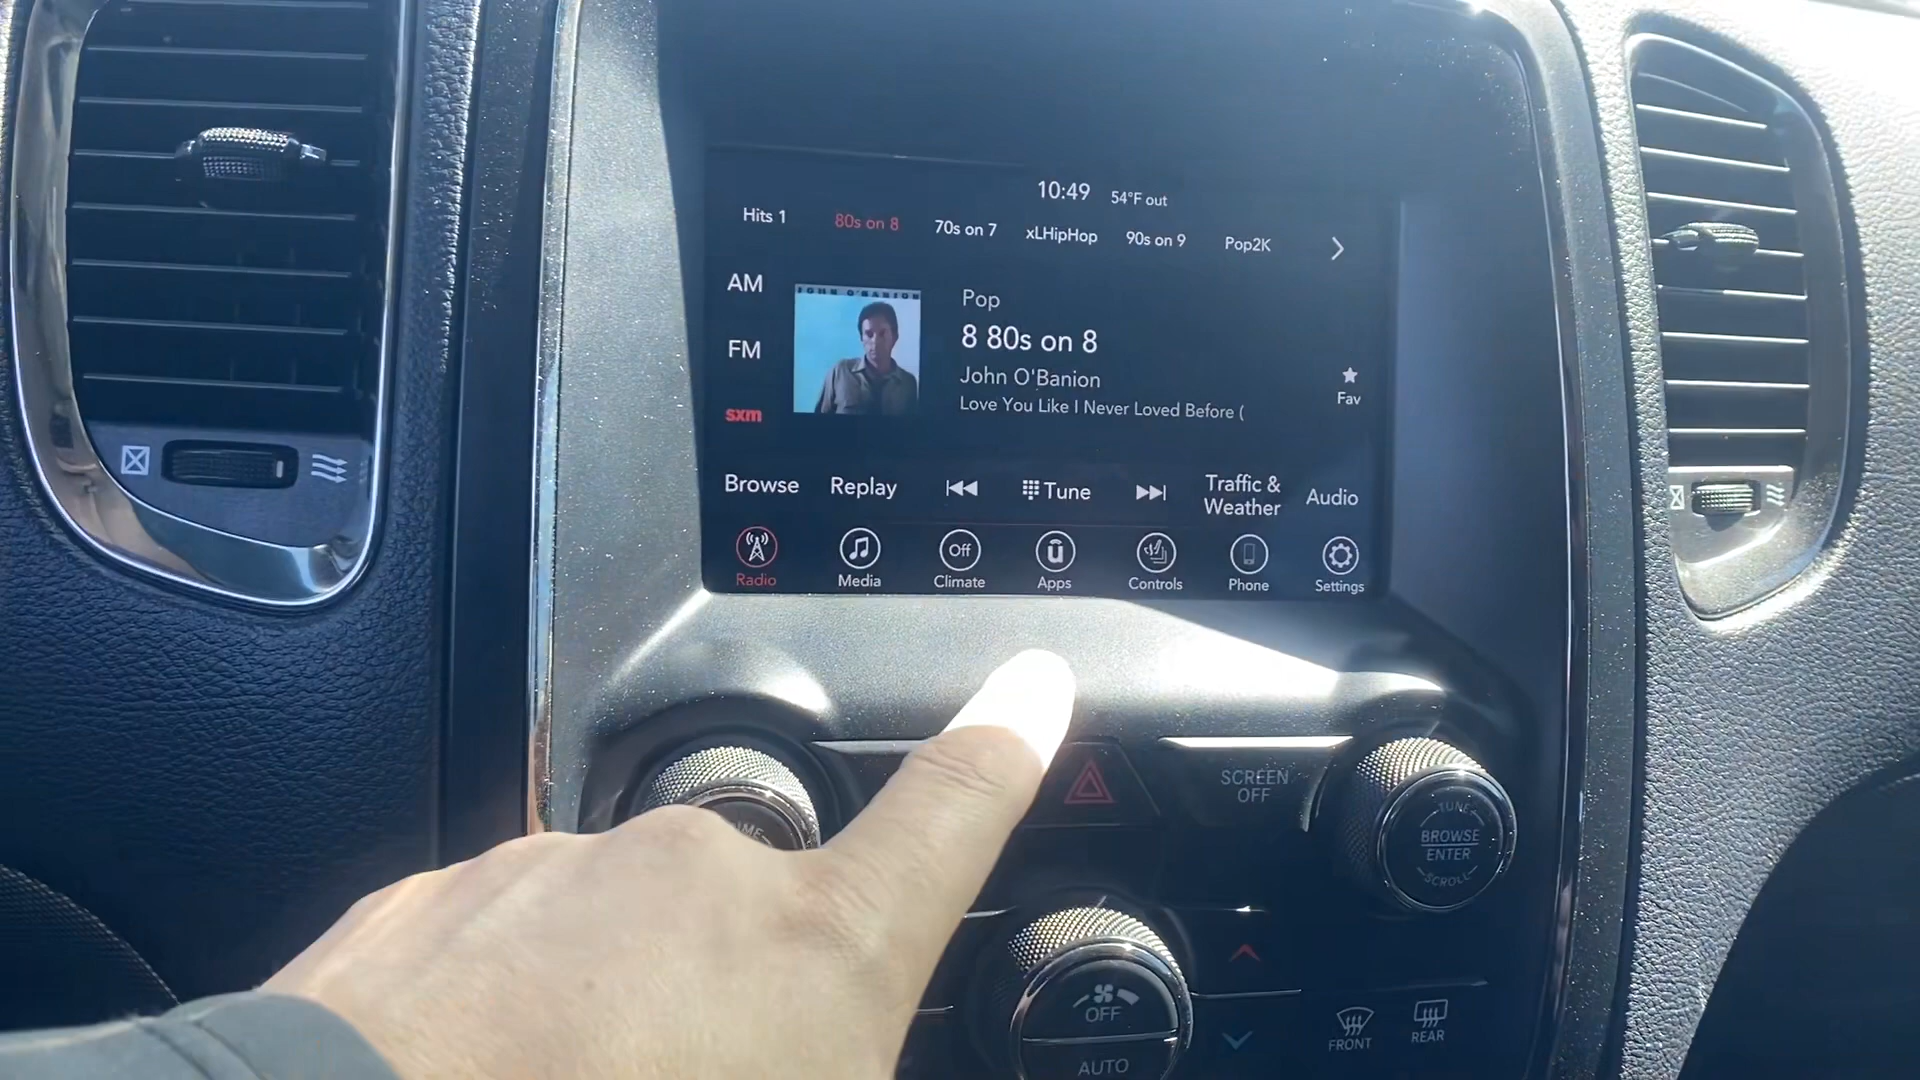 10:49 54°F out
Hits 1 80s on 8 70s on 7 xLHipHop 90s on 9 Pop2K
AM
JOHN O'BANION
Pop
8 80s on 8
FM
John O'Banion
Love You Like I Never Loved Before (
Fav
sxm
Browse Replay Tune Traffic & Weather Audio
Off
Radio Media Climate Apps Controls Phone Settings
SCREEN
OFF
TUNE
BROWSE
ENTER
SCROLL
OFF
AUTO
FRONT
REAR